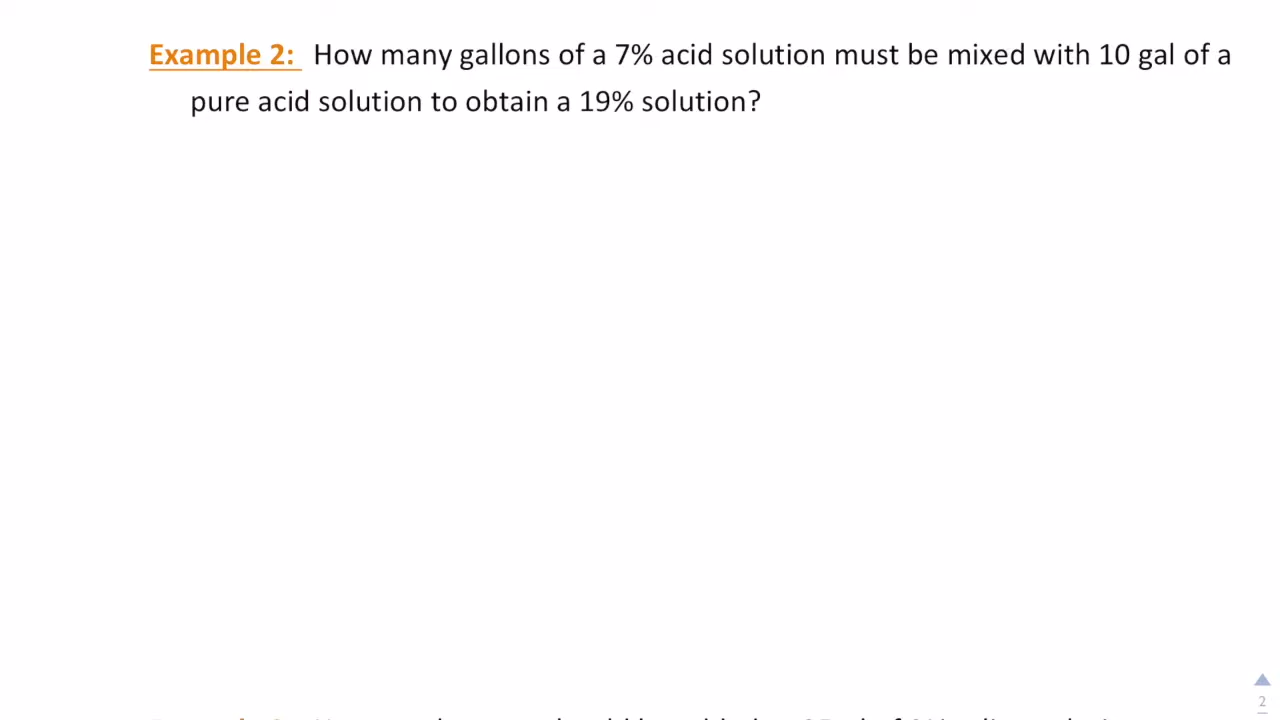 Example 2: How many gallons of a 7% acid solution must be mixed with 10 gal of a
pure acid solution to obtain a 19% solution?
2